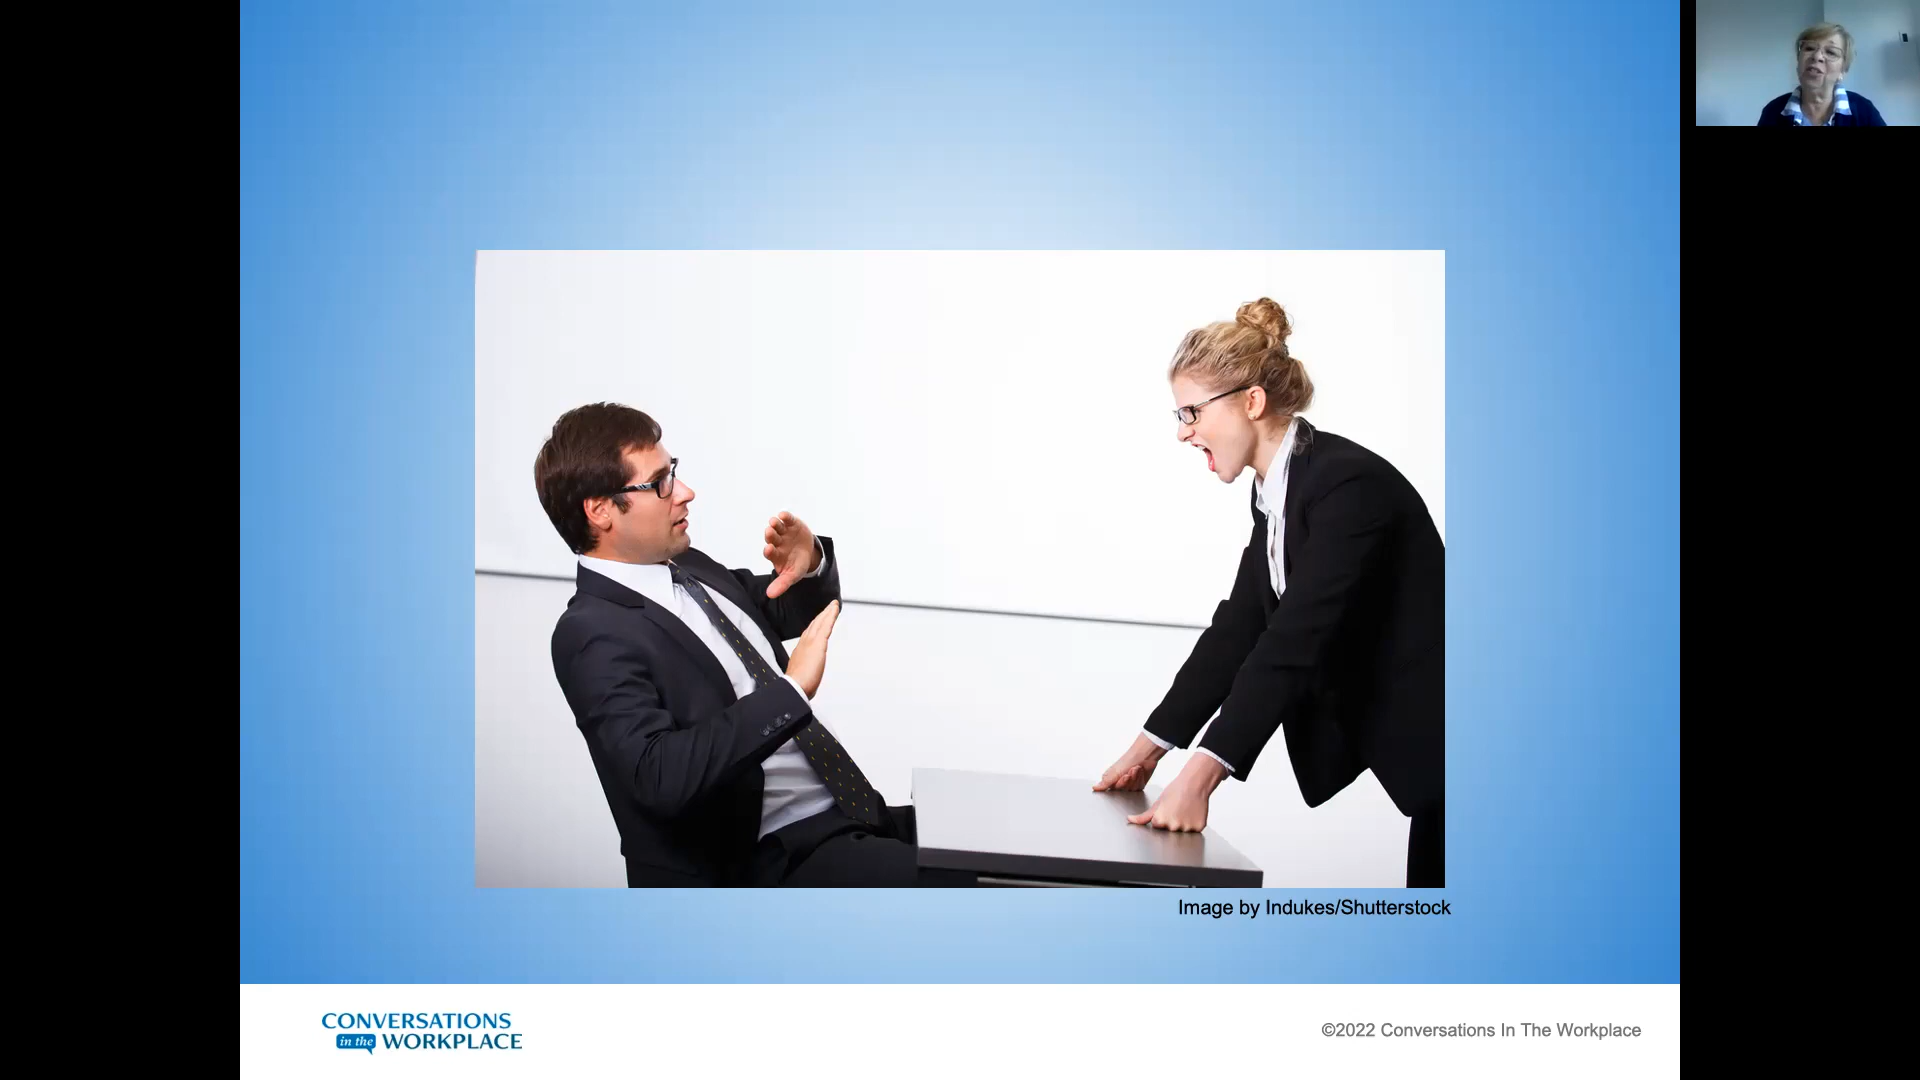 Image by Indukes/Shutterstock
CONVERSATIONS
in the WORKPLACE
©2022 Conversations In The Workplace